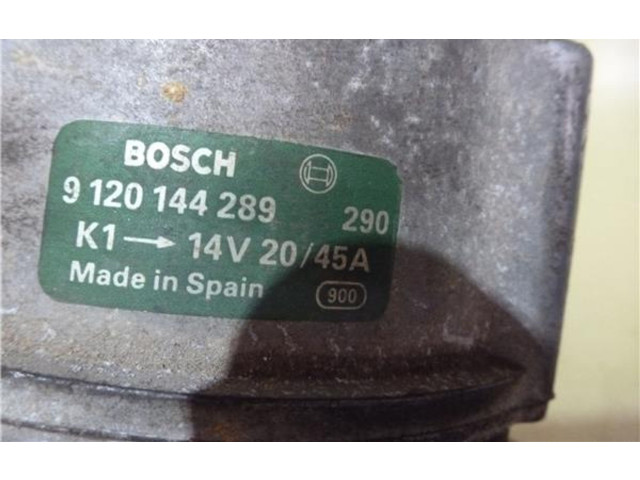 BOSCH
9 120 144 289 290
K1→ 14V 20/45A
Made in Spain 900